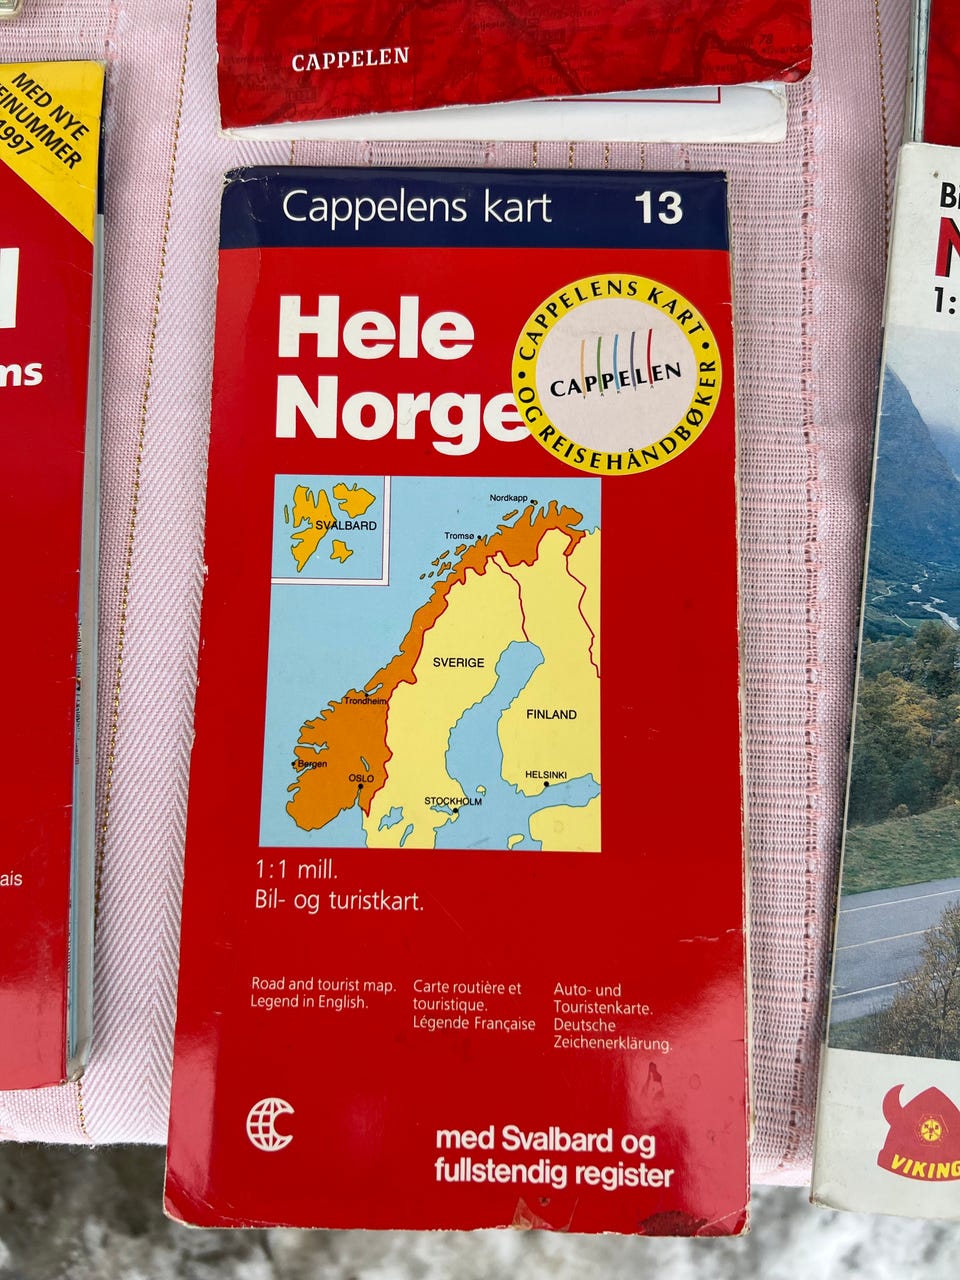 CAPPELEN
78
MED NYE
1997
ms
ais
Cappelens kart 13
Hele
Norge
CAPPELENS KART • OG REISEHÅNDBØKER •
CAPPELEN
SVALBARD
Nordkapp
Tromsø
SVERIGE
Trondheim
FINLAND
Bergen
OSLO
HELSINKI
STOCKHOLM
1:1 mill.
Bil- og turistkart.
Road and tourist map.
Legend in English.
Carte routière et
touristique.
Légende Française
Auto- und
Touristenkarte.
Deutsche
Zeichenerklärung.
med Svalbard og
fullstendig register
1:
VIKING